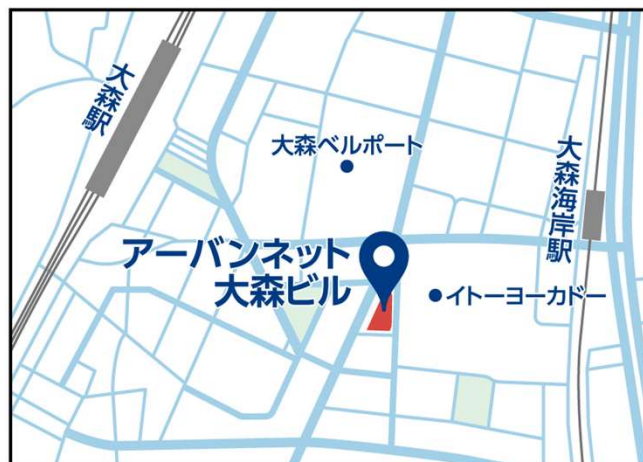 大森駅
大森ベルポート
大森海岸駅
アーバンネット
大森ビル
イトーヨーカドー